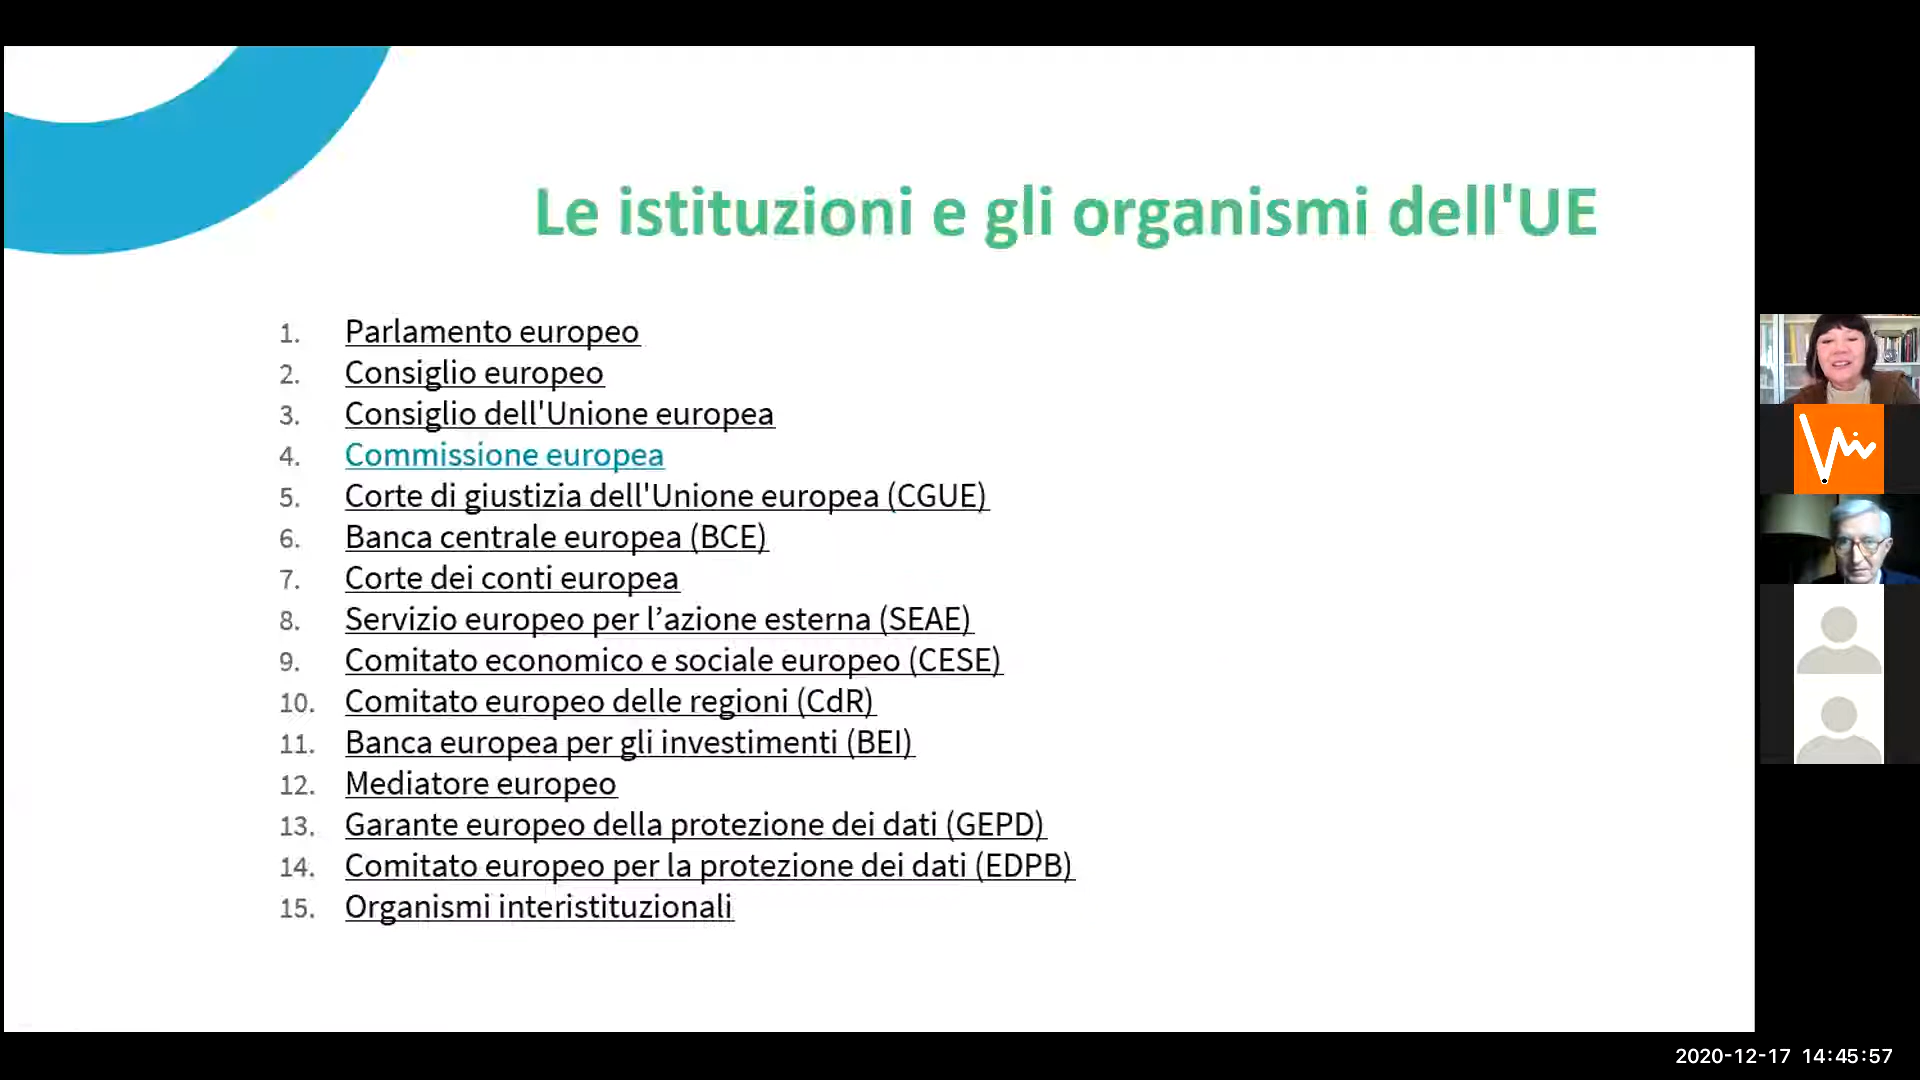 Le istituzioni e gli organismi dell'UE
1. Parlamento europeo
2. Consiglio europeo
3. Consiglio dell'Unione europea
4. Commissione europea
5. Corte di giustizia dell'Unione europea (CGUE)
6. Banca centrale europea (BCE)
7. Corte dei conti europea
8. Servizio europeo per l’azione esterna (SEAE)
9. Comitato economico e sociale europeo (CESE)
10. Comitato europeo delle regioni (CdR)
11. Banca europea per gli investimenti (BEI)
12. Mediatore europeo
13. Garante europeo della protezione dei dati (GEPD)
14. Comitato europeo per la protezione dei dati (EDPB)
15. Organismi interistituzionali
2020-12-17 14:45:57